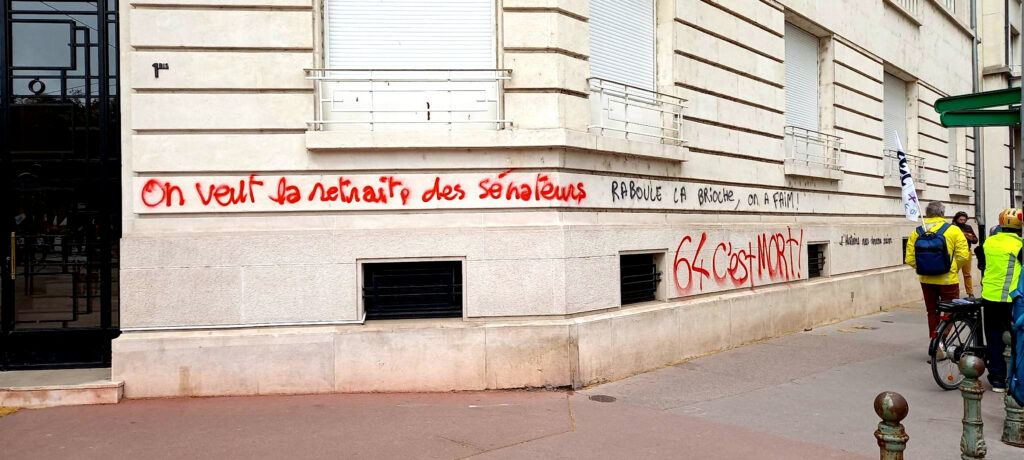 On veut la retraite des sénateurs
RABOULE LA BRIOCHE, ON A FAIM!
64 c'est MORT!